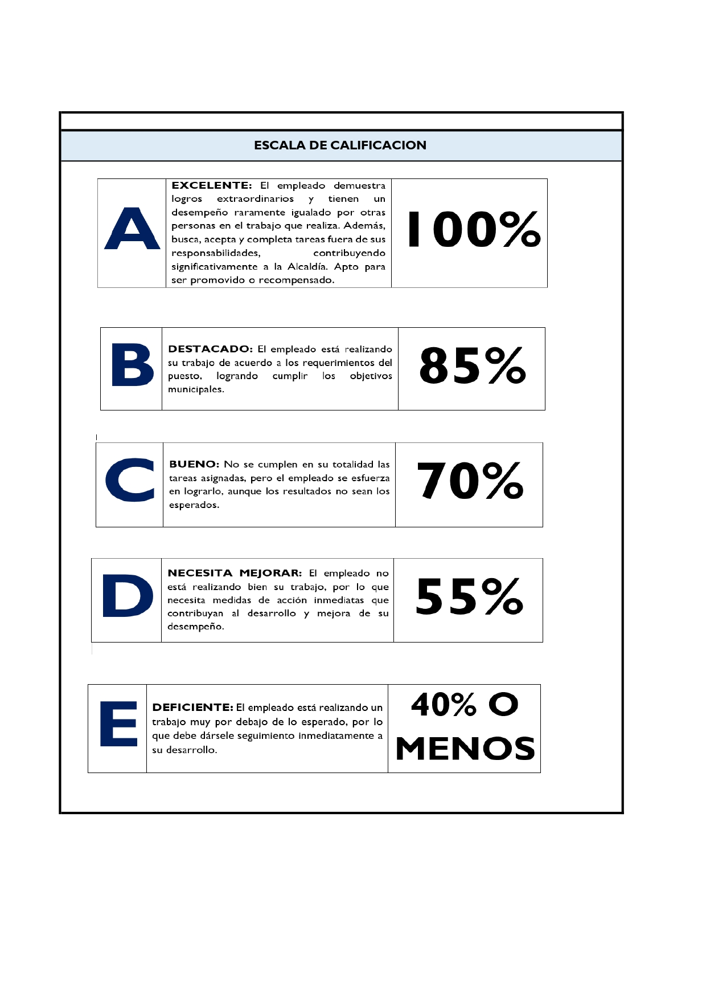 ESCALA DE CALIFICACION
A
EXCELENTE: El empleado demuestra
logros extraordinarios y tienen un
desempeño raramente igualado por otras
personas en el trabajo que realiza. Además,
busca, acepta y completa tareas fuera de sus
responsabilidades, contribuyendo
significativamente a la Alcaldía. Apto para
ser promovido o recompensado.
100%
B
DESTACADO: El empleado está realizando
su trabajo de acuerdo a los requerimientos del
puesto, logrando cumplir los objetivos
municipales.
85%
C
BUENO: No se cumplen en su totalidad las
tareas asignadas, pero el empleado se esfuerza
en lograrlo, aunque los resultados no sean los
esperados.
70%
D
NECESITA MEJORAR: El empleado no
está realizando bien su trabajo, por lo que
necesita medidas de acción inmediatas que
contribuyan al desarrollo y mejora de su
desempeño.
55%
E
DEFICIENTE: El empleado está realizando un
trabajo muy por debajo de lo esperado, por lo
que debe dársele seguimiento inmediatamente a
su desarrollo.
40% O
MENOS